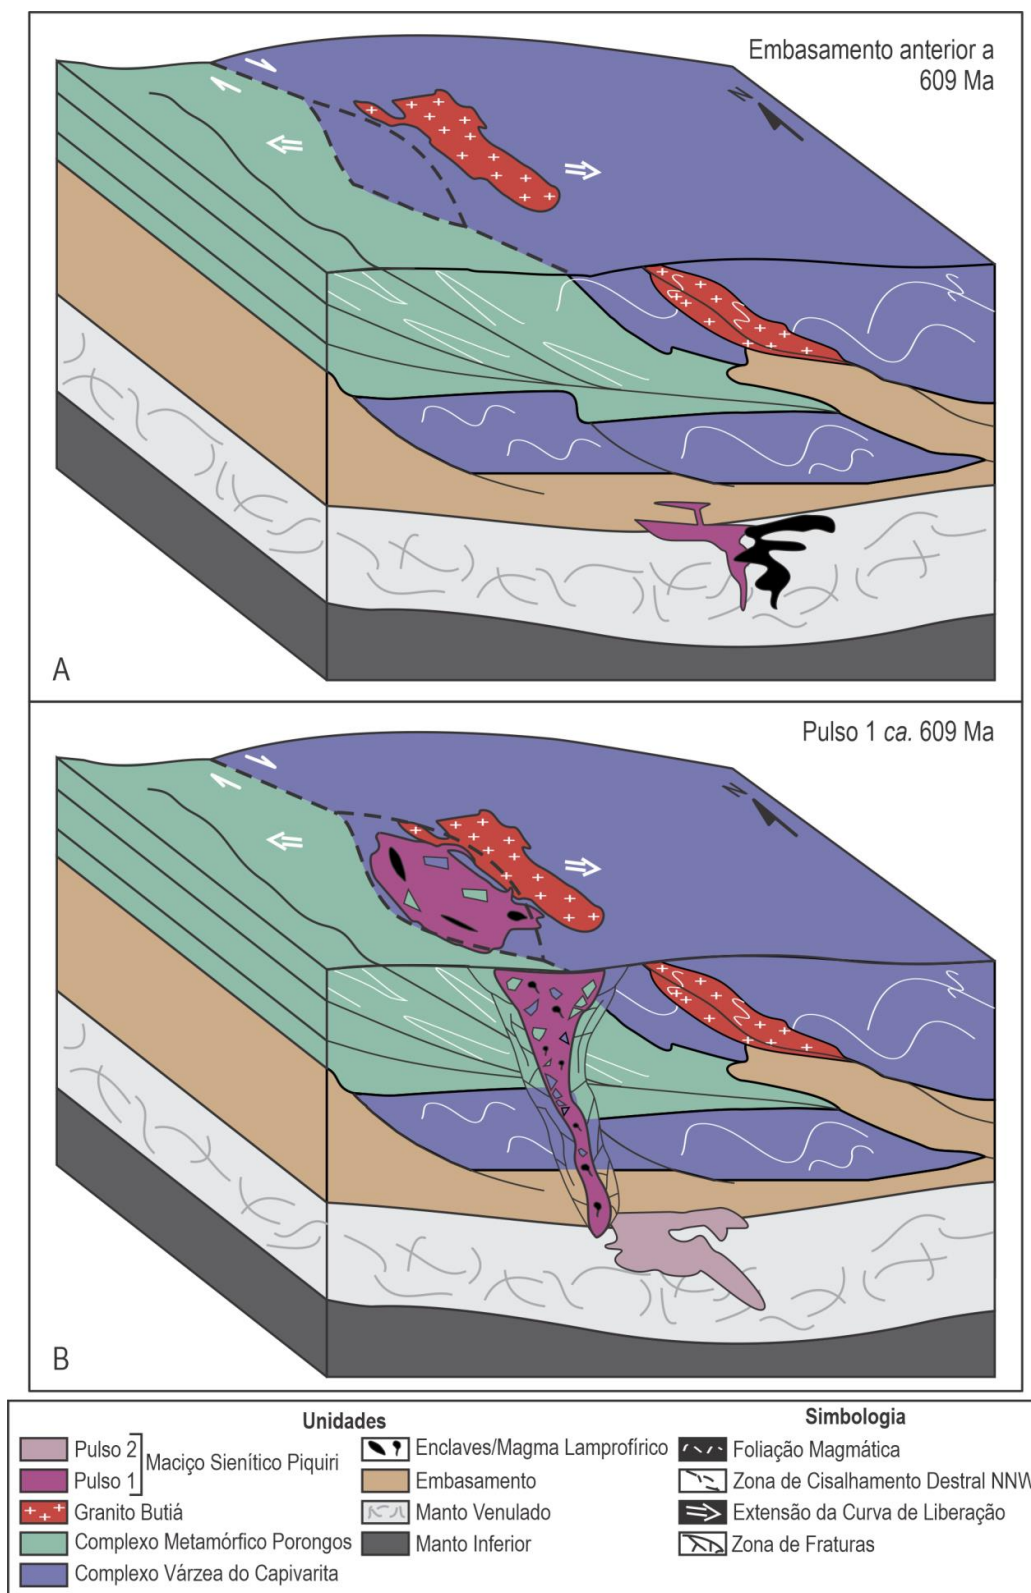 Embasamento anterior a
609 Ma
N
A
Pulso 1 ca. 609 Ma
N
B
Unidades
Pulso 2
Pulso 1
Maciço Sienítico Piquiri
Granito Butiá
Complexo Metamórfico Porongos
Complexo Várzea do Capivarita
Enclaves/Magma Lamprofírico
Embasamento
Manto Venulado
Manto Inferior
Simbologia
Foliação Magmática
Zona de Cisalhamento Destral NNW
Extensão da Curva de Liberação
Zona de Fraturas